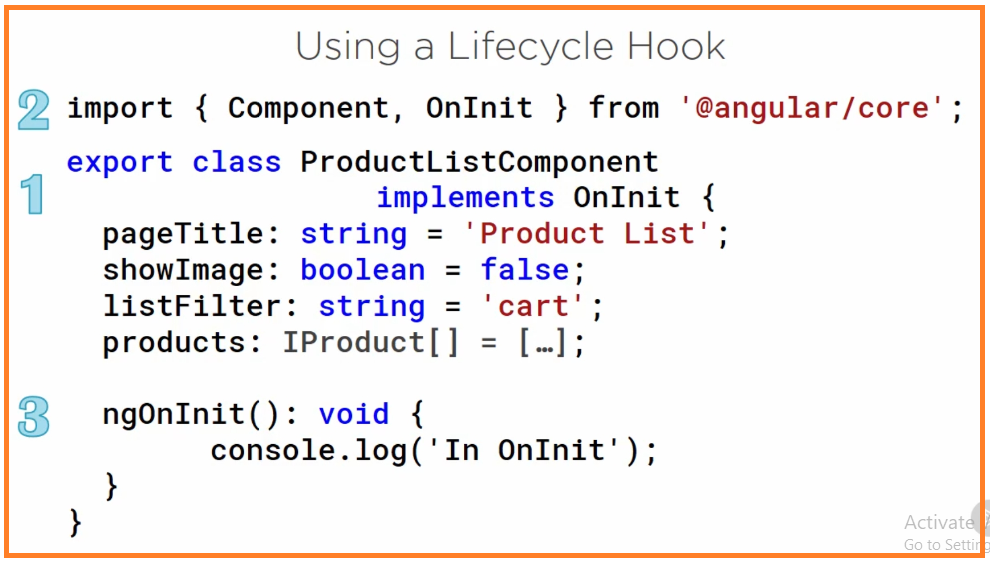 Using a Lifecycle Hook
2 import { Component, OnInit } from '@angular/core';
export class ProductListComponent
1 implements OnInit {
pageTitle: string = 'Product List';
showImage: boolean = false;
listFilter: string = 'cart';
products: IProduct[] = […];
3 ngOnInit(): void {
console.log('In OnInit');
}
}
Activate
Go to Setting